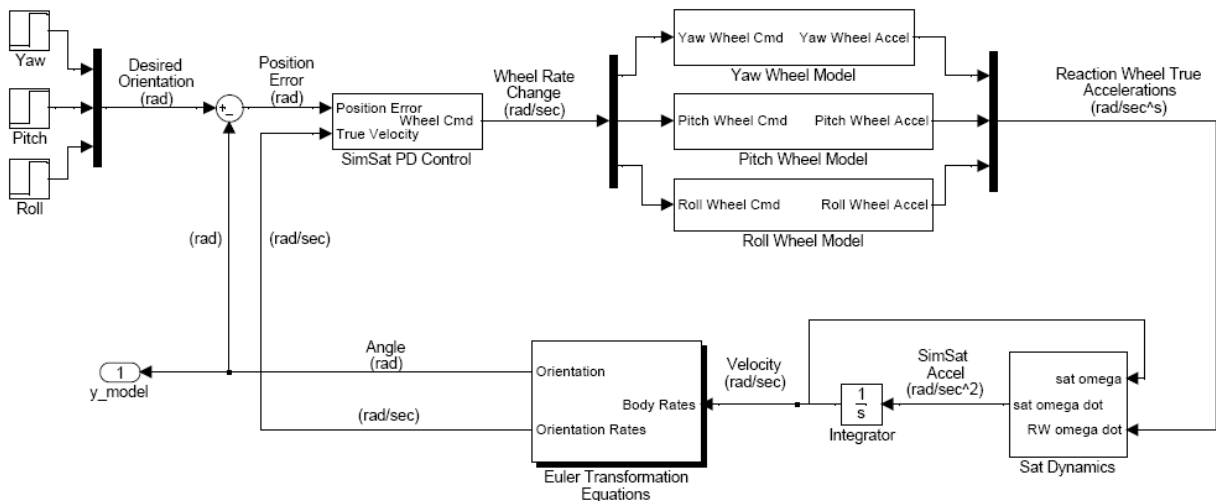 Yaw
Pitch
Roll
Desired
Orientation
(rad)
+
-
Position
Error
(rad)
Position Error
Wheel Cmd
True Velocity
SimSat PD Control
Wheel Rate
Change
(rad/sec)
Yaw Wheel Cmd
Yaw Wheel Accel
Yaw Wheel Model
Pitch Wheel Cmd
Pitch Wheel Accel
Pitch Wheel Model
Roll Wheel Cmd
Roll Wheel Accel
Roll Wheel Model
Reaction Wheel True
Accelerations
(rad/sec^s)
(rad)
(rad/sec)
1
y_model
Angle
(rad)
(rad/sec)
Orientation
Body Rates
Orientation Rates
Euler Transformation
Equations
Velocity
(rad/sec)
1
s
Integrator
SimSat
Accel
(rad/sec^2)
sat omega
sat omega dot
RW omega dot
Sat Dynamics